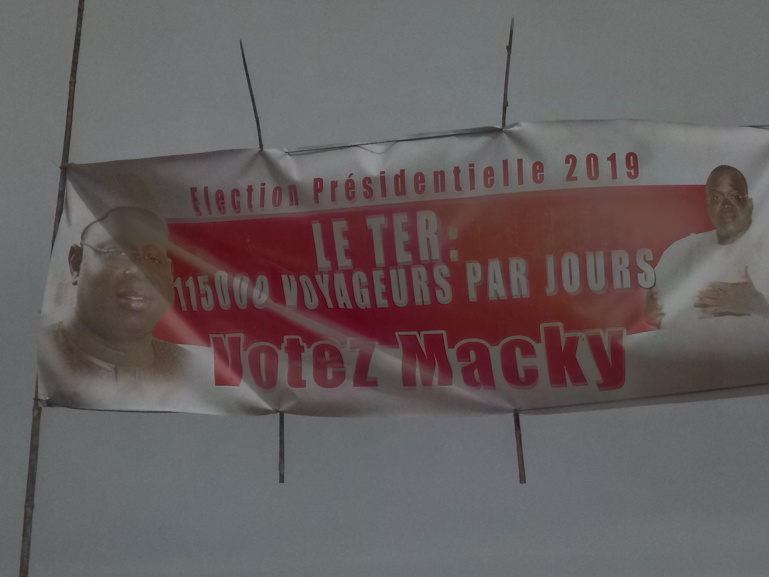 Election Présidentielle 2019
LE TER:
115000 VOYAGEURS PAR JOURS
Votez Macky